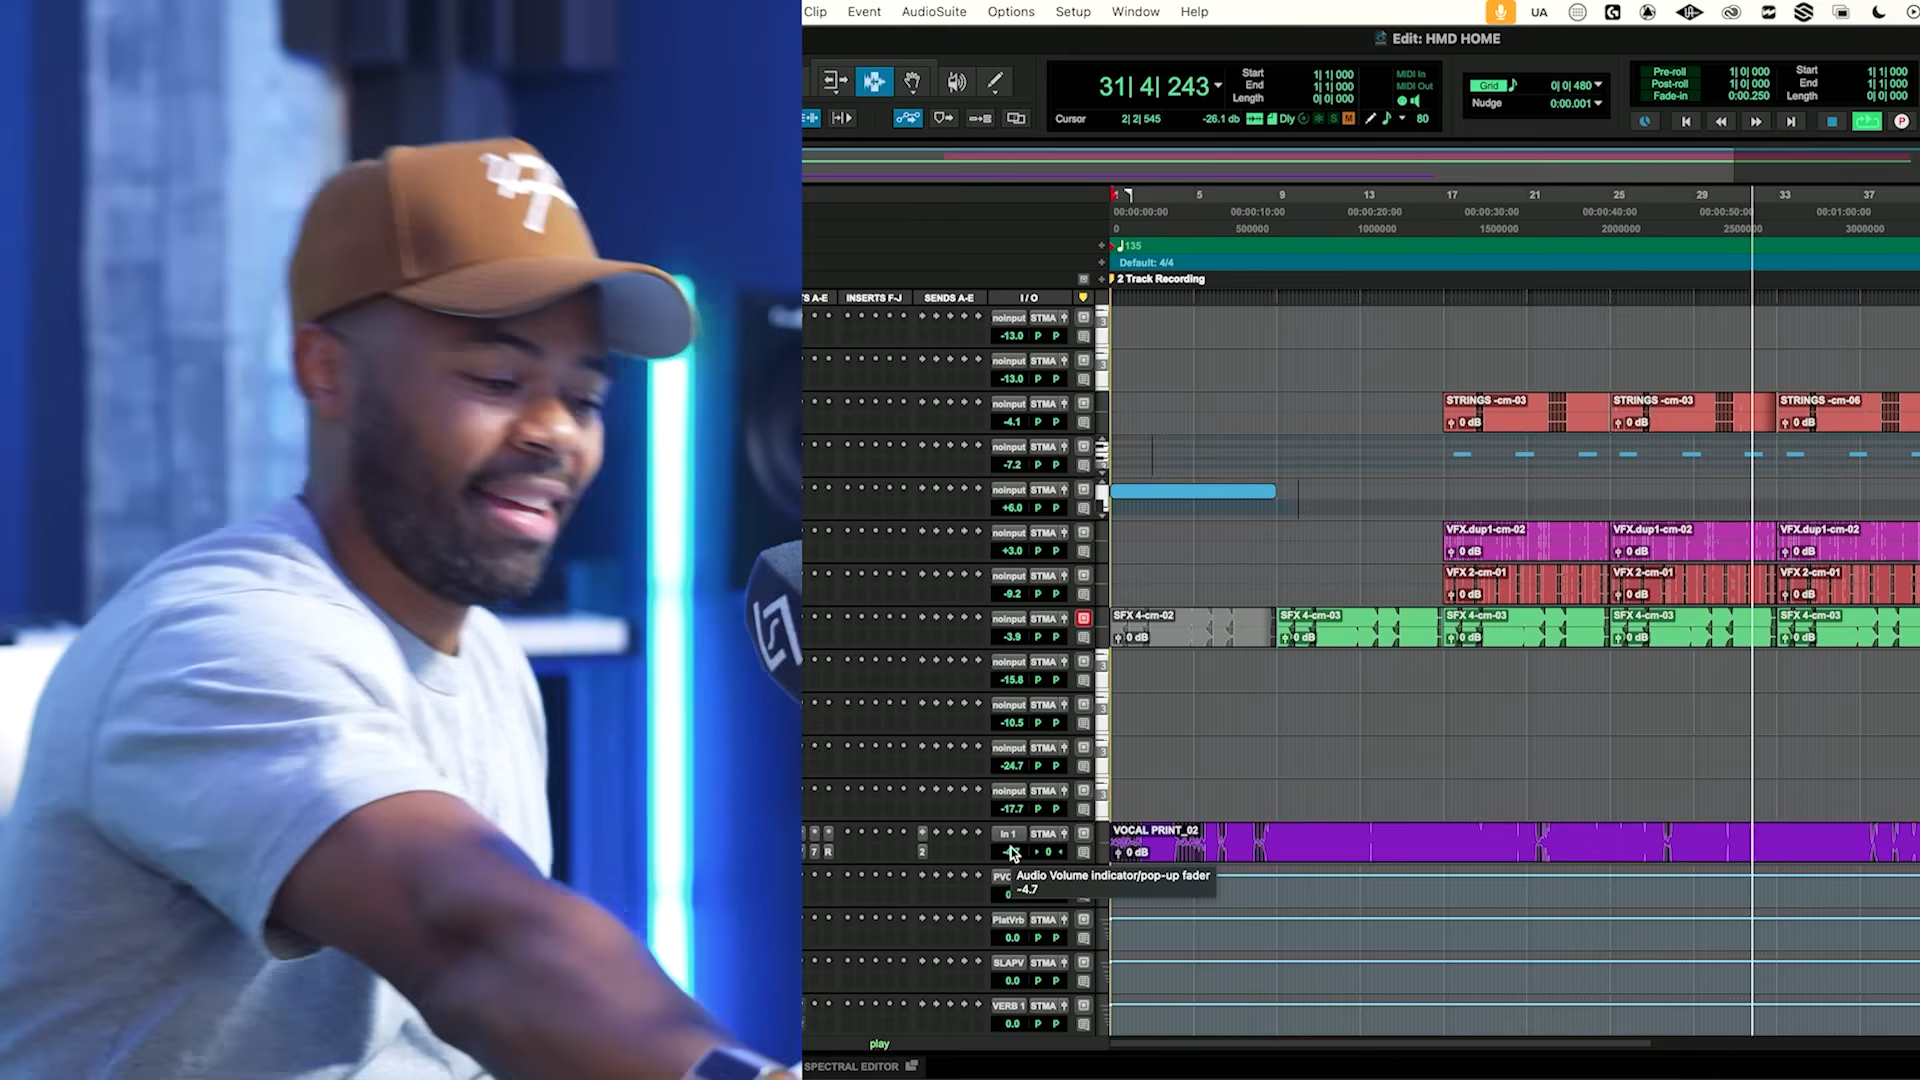 Clip Event AudioSuite Options Setup Window Help
UA
Edit: HMD HOME
31| 4| 243
Start 1| 1| 000
End 1| 1| 000
Length 0| 0| 000
MIDI In
MIDI Out
Cursor 2| 2| 545 -26.1 db Dly S M 80
Grid 0| 0| 480
Nudge 0:00.001
Pre-roll 1| 0| 000
Post-roll 1| 0| 000
Fade-in 0:00.250
Start 1| 1| 000
End 1| 1| 000
Length 0| 0| 000
P
1 5 9 13 17 21 25 29 33 37
00:00:00:00 00:00:10:00 00:00:20:00 00:00:30:00 00:00:40:00 00:00:50:00 00:01:00:00
0 500000 1000000 1500000 2000000 2500000 3000000
135
Default: 4/4
2 Track Recording
S A-E INSERTS F-J SENDS A-E I / O
noinput STMA
-13.0 P P
noinput STMA
-13.0 P P
noinput STMA
-4.1 P P
STRINGS -cm-03 STRINGS -cm-03 STRINGS -cm-06
0 dB 0 dB 0 dB
noinput STMA
-7.2 P P
noinput STMA
+6.0 P P
noinput STMA
+3.0 P P
VFX.dup1-cm-02 VFX.dup1-cm-02 VFX.dup1-cm-02
0 dB 0 dB 0 dB
noinput STMA
-9.2 P P
VFX 2-cm-01 VFX 2-cm-01 VFX 2-cm-01
0 dB 0 dB 0 dB
noinput STMA
-3.9 P P
SFX 4-cm-02 SFX 4-cm-03 SFX 4-cm-03 SFX 4-cm-03 SFX 4-cm-03
0 dB 0 dB 0 dB 0 dB 0 dB
noinput STMA
-15.8 P P
noinput STMA
-10.5 P P
noinput STMA
-24.7 P P
noinput STMA
-17.7 P P
In 1 STMA
7 R 2 0
VOCAL PRINT_02
0 dB
Audio Volume indicator/pop-up fader
-4.7
PlatVrb STMA
0.0 P P
SLAPV STMA
0.0 P P
VERB 1 STMA
0.0 P P
play
SPECTRAL EDITOR